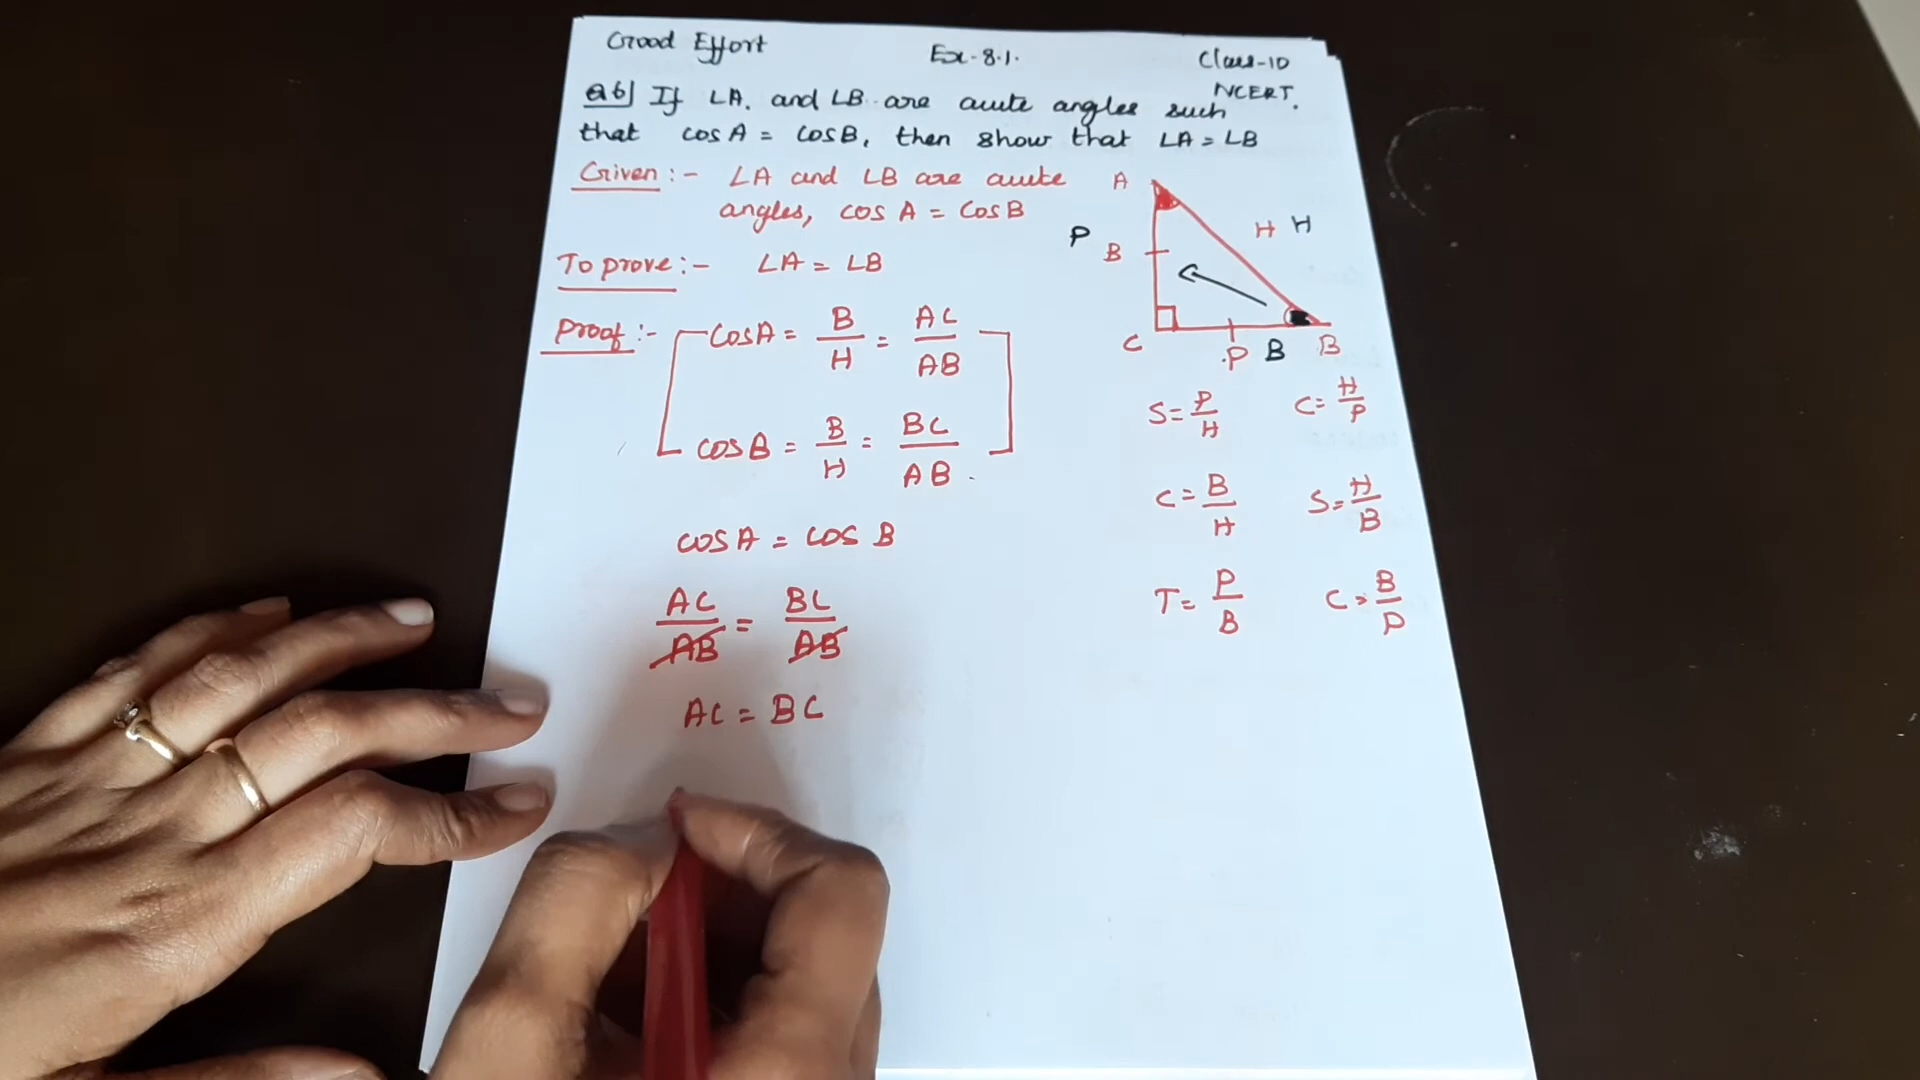 Good Effort Ex-8.1. Class-10
NCERT.
Q6) If ∠A. and ∠B are acute angles such
that cos A = cos B, then show that ∠A = ∠B
Given :- ∠A and ∠B are acute
angles, cos A = Cos B
To prove :- ∠A = ∠B
Proof :- Cos A = B/H = AC/AB
cos B = B/H = BC/AB.
cos A = cos B
AC/AB = BC/AB
AC = BC
A
P B H H
C P B B
S = P/H C = H/P
C = B/H S = H/B
T = P/B C = B/P